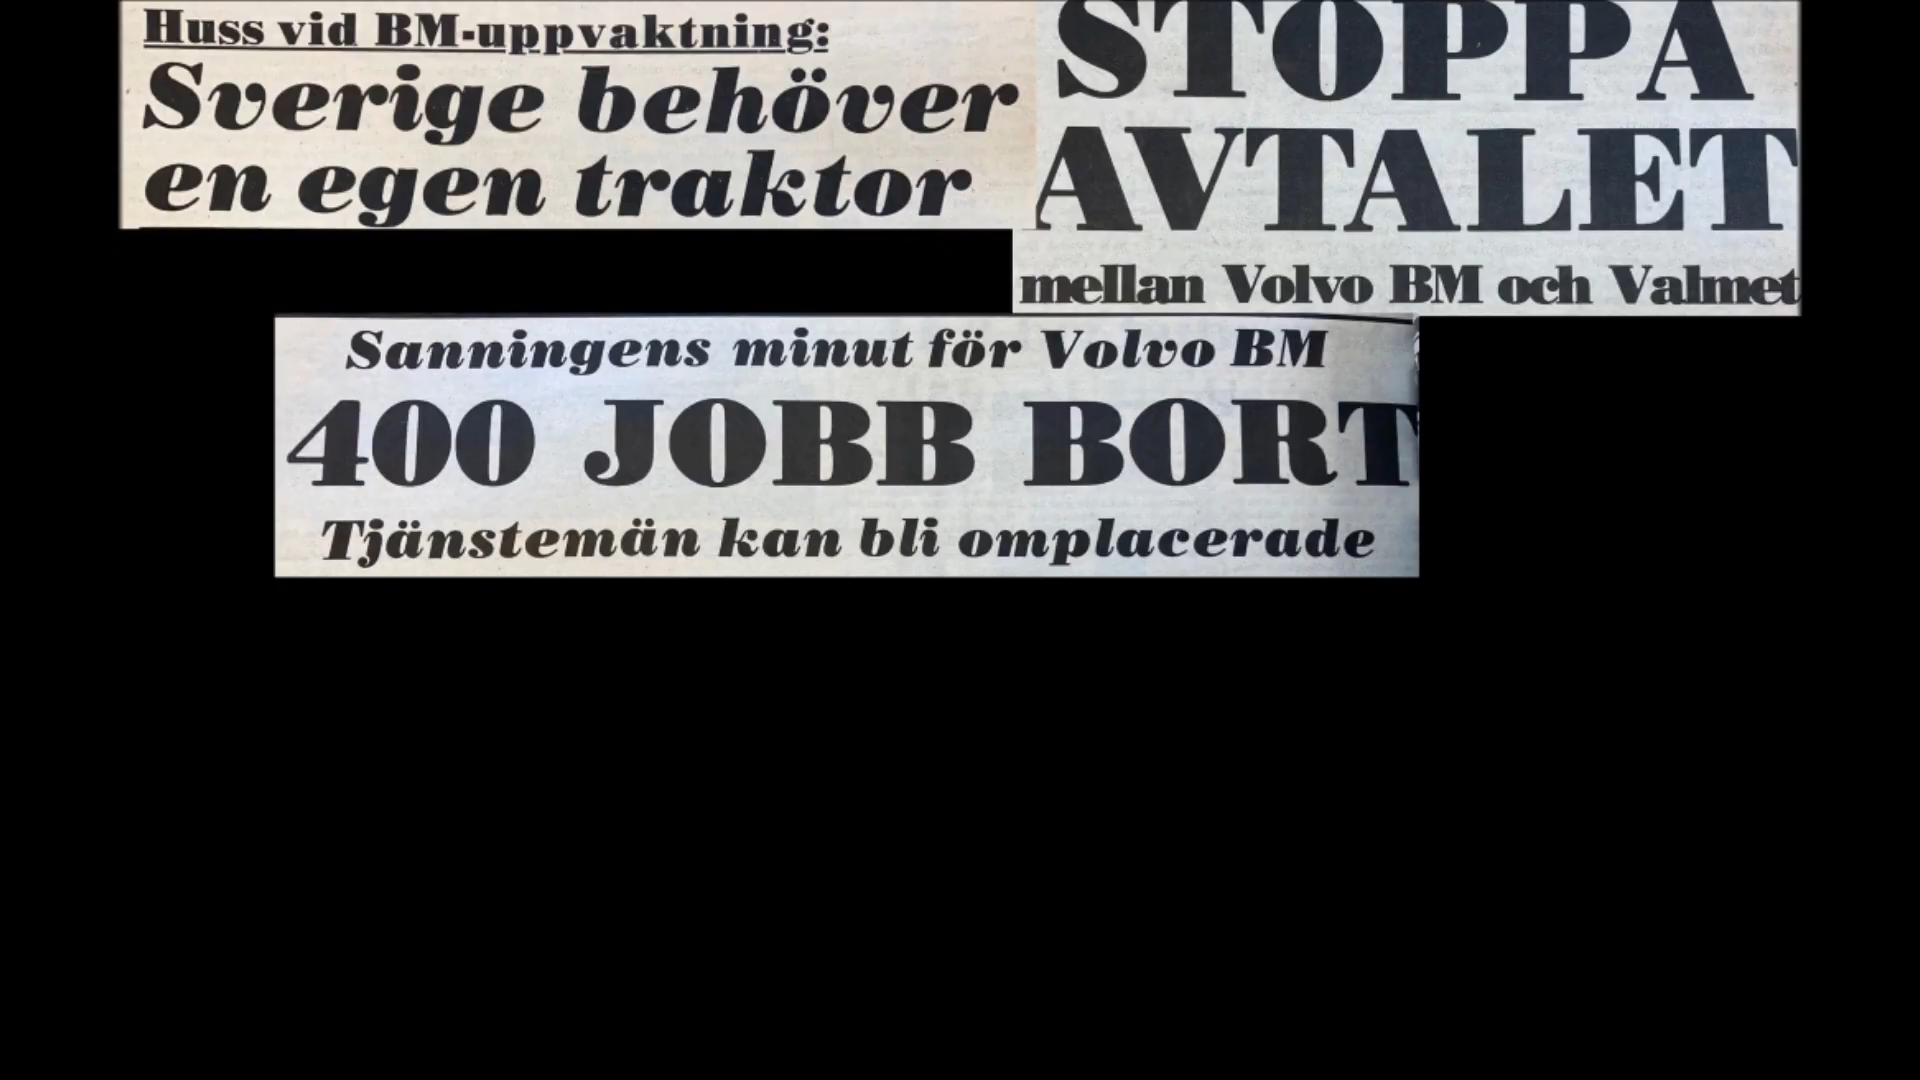 Huss vid BM-uppvaktning:
Sverige behöver
en egen traktor
STOPPA
AVTALET
mellan Volvo BM och Valmet
Sanningens minut för Volvo BM
400 JOBB BORT
Tjänstemän kan bli omplacerade